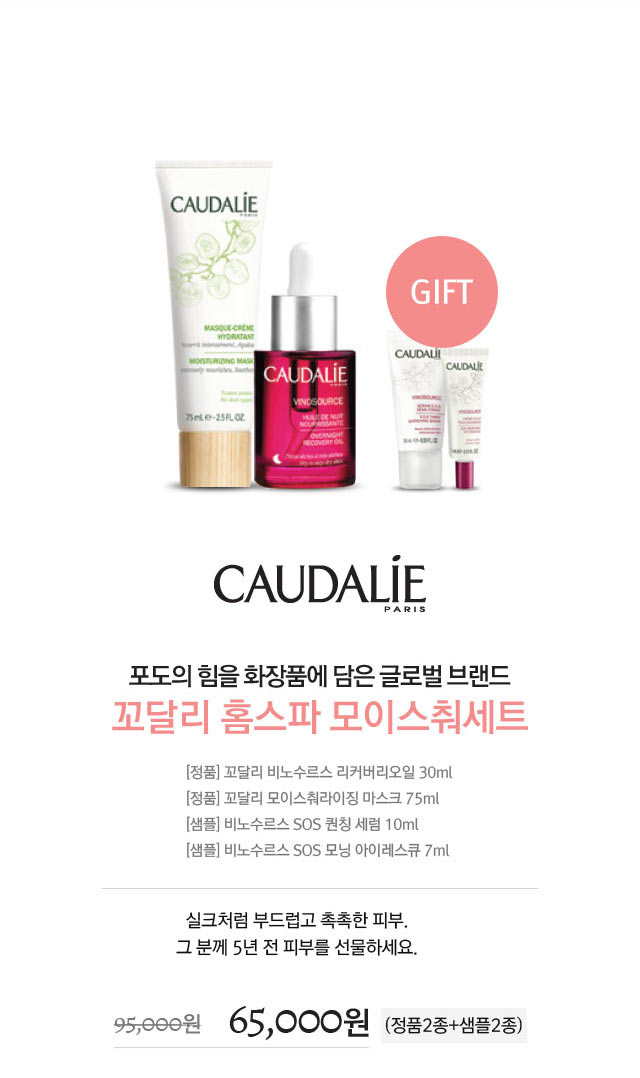 CAUDALIE
PARIS
MASQUE-CRÈME
HYDRATANT
MOISTURIZING MASK
75 mL e - 2.5 FL.OZ.
CAUDALIE
PARIS
VINOSOURCE
HUILE DE NUIT
NOURRISSANTE
OVERNIGHT
RECOVERY OIL
GIFT
CAUDALIE
VINOSOURCE
CAUDALIE
VINOSOURCE
CAUDALIE
PARIS
포도의 힘을 화장품에 담은 글로벌 브랜드
꼬달리 홈스파 모이스춰세트
[정품] 꼬달리 비노수르스 리커버리오일 30ml
[정품] 꼬달리 모이스춰라이징 마스크 75ml
[샘플] 비노수르스 SOS 퀀칭 세럼 10ml
[샘플] 비노수르스 SOS 모닝 아이레스큐 7ml
실크처럼 부드럽고 촉촉한 피부.
그 분께 5년 전 피부를 선물하세요.
95,000원 65,000원 (정품2종+샘플2종)